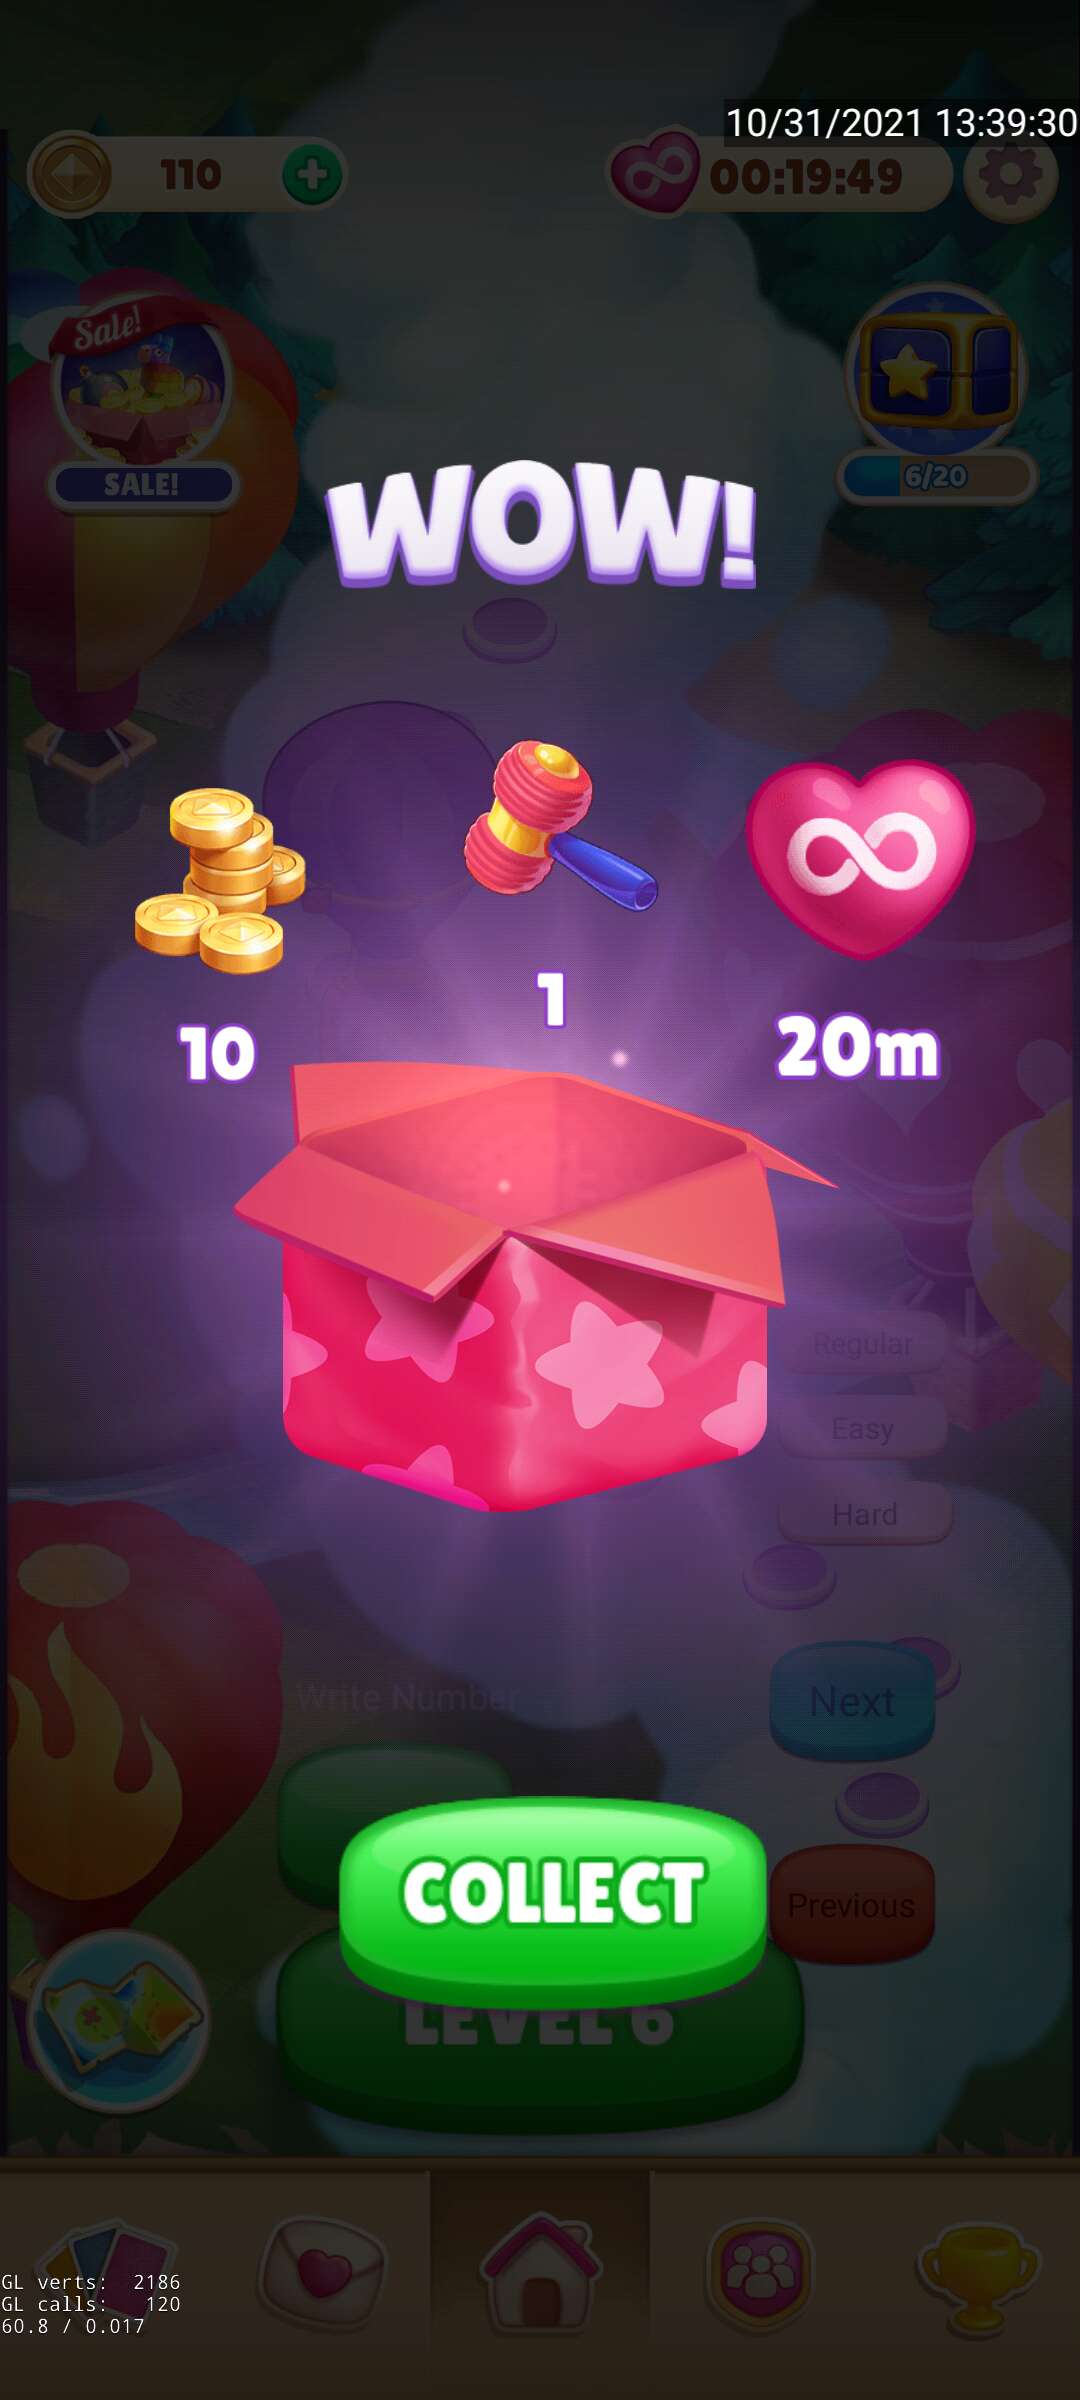 10/31/2021 13:39:30
110
00:19:49
Sale!
SALE!
6/20
WOW!
10
1
20m
Regular
Easy
Hard
Write Number
Next
COLLECT
Previous
LEVEL 6
GL verts: 2186
GL calls: 120
60.8 / 0.017